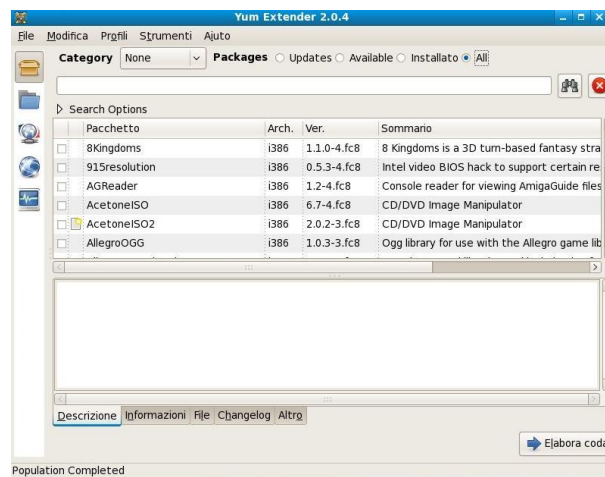 Yum Extender 2.0.4
File Modifica Profili Strumenti Aiuto
Category None Packages Updates Available Installato All
Search Options
Pacchetto Arch. Ver. Sommario
8Kingdoms i386 1.1.0-4.fc8 8 Kingdoms is a 3D turn-based fantasy stra
915resolution i386 0.5.3-4.fc8 Intel video BIOS hack to support certain re
AGReader i386 1.2-4.fc8 Console reader for viewing AmigaGuide files
AcetoneISO i386 6.7-4.fc8 CD/DVD Image Manipulator
AcetoneISO2 i386 2.0.2-3.fc8 CD/DVD Image Manipulator
AllegroOGG i386 1.0.3-3.fc8 Ogg library for use with the Allegro game lib
Descrizione Informazioni File Changelog Altro
Elabora coda
Population Completed